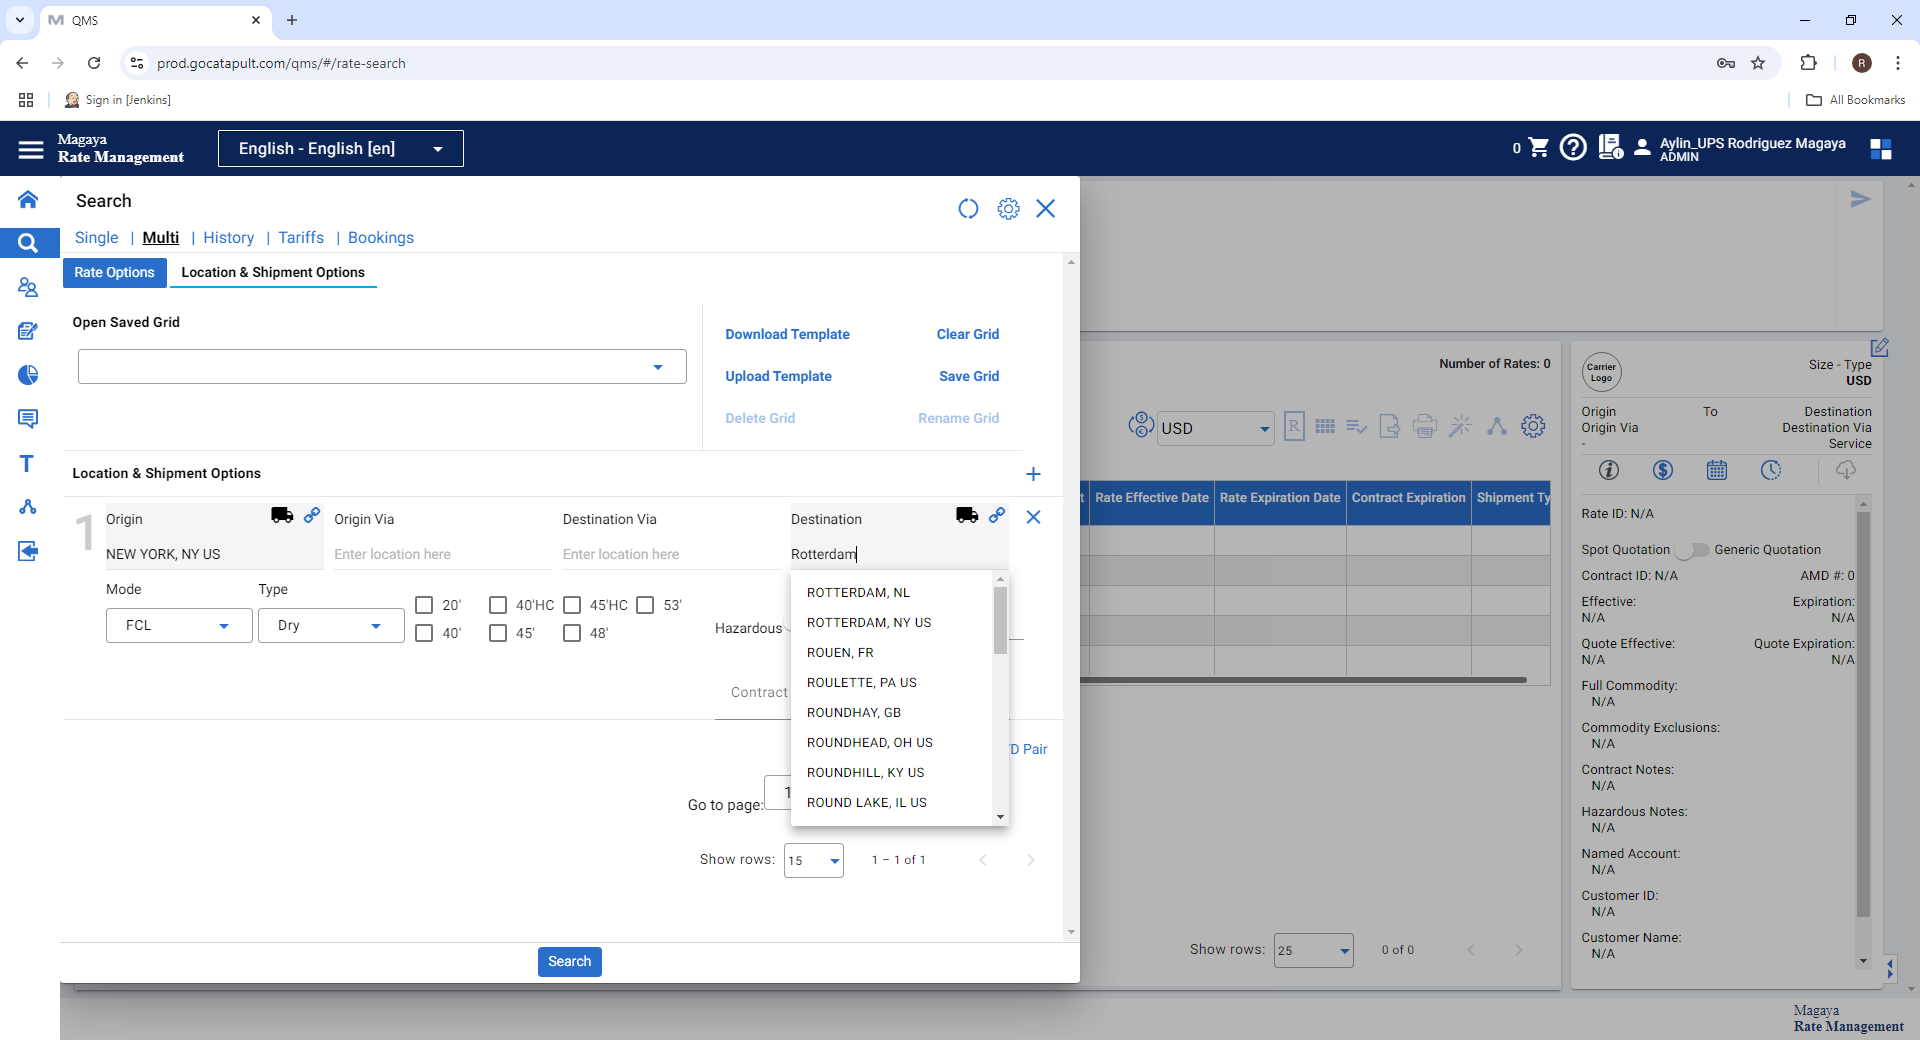 QMS
prod.gocatapult.com/qms/#/rate-search
R
Sign in [Jenkins]
All Bookmarks
Magaya
Rate Management
English - English [en]
0
Aylin_UPS Rodriguez Magaya
ADMIN
Search
Single | Multi | History | Tariffs | Bookings
Rate Options
Location & Shipment Options
Open Saved Grid
Download Template
Clear Grid
Upload Template
Save Grid
Delete Grid
Rename Grid
Location & Shipment Options
1
Origin
Origin Via
Destination Via
Destination
NEW YORK, NY US
Enter location here
Enter location here
Rotterdam
Mode
Type
FCL
Dry
20'
40'HC
45'HC
53'
40'
45'
48'
Hazardous
Contract
ROTTERDAM, NL
ROTTERDAM, NY US
ROUEN, FR
ROULETTE, PA US
ROUNDHAY, GB
ROUNDHEAD, OH US
ROUNDHILL, KY US
ROUND LAKE, IL US
D Pair
Go to page:
1
Show rows:
15
1 – 1 of 1
Search
Number of Rates: 0
USD
R
t
Rate Effective Date
Rate Expiration Date
Contract Expiration
Shipment Ty
Show rows:
25
0 of 0
Carrier
Logo
Size - Type
USD
Origin
To
Destination
Origin Via
Destination Via
-
Service
Rate ID: N/A
Spot Quotation
Generic Quotation
Contract ID: N/A
AMD #: 0
Effective:
Expiration:
N/A
N/A
Quote Effective:
Quote Expiration:
N/A
N/A
Full Commodity:
N/A
Commodity Exclusions:
N/A
Contract Notes:
N/A
Hazardous Notes:
N/A
Named Account:
N/A
Customer ID:
N/A
Customer Name:
N/A
Magaya
Rate Management